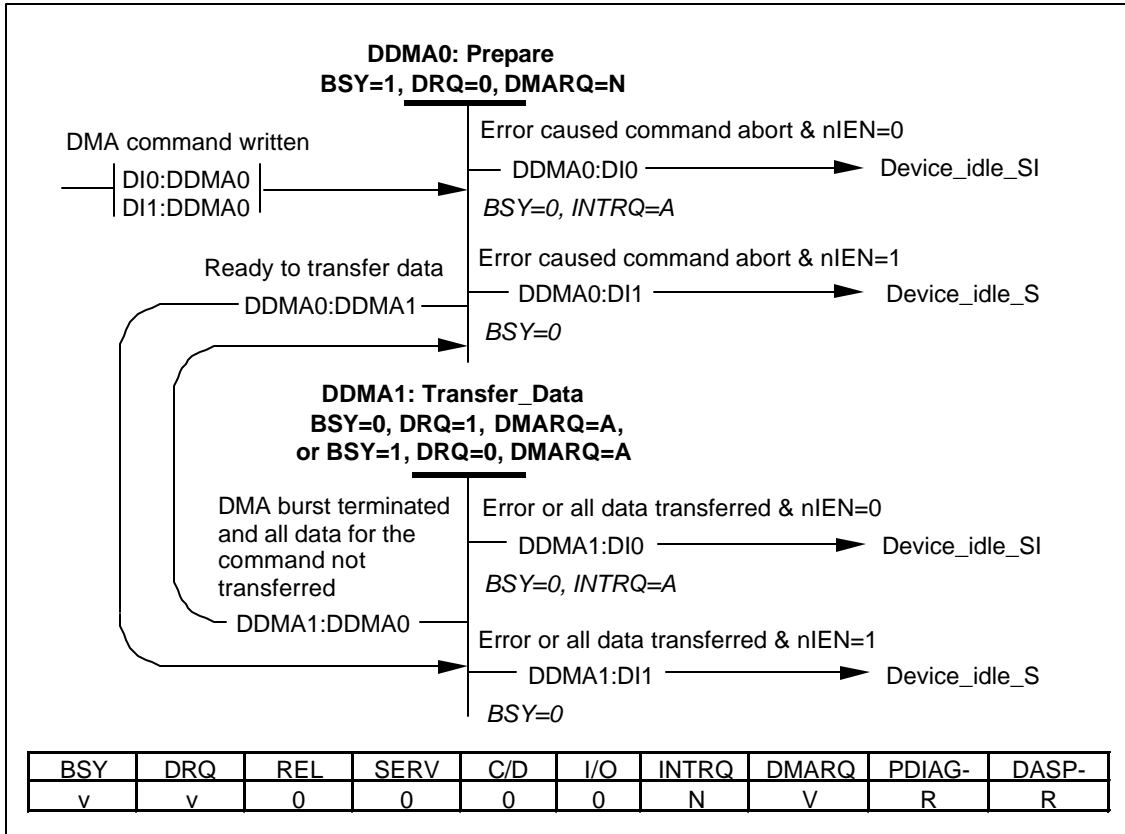 DDMA0: Prepare
BSY=1, DRQ=0, DMARQ=N
DMA command written
DI0:DDMA0
DI1:DDMA0
Error caused command abort & nIEN=0
DDMA0:DI0
Device_idle_SI
BSY=0, INTRQ=A
Ready to transfer data
DDMA0:DDMA1
Error caused command abort & nIEN=1
DDMA0:DI1
Device_idle_S
BSY=0
DDMA1: Transfer_Data
BSY=0, DRQ=1, DMARQ=A,
or BSY=1, DRQ=0, DMARQ=A
DMA burst terminated
and all data for the
command not
transferred
DDMA1:DDMA0
Error or all data transferred & nIEN=0
DDMA1:DI0
Device_idle_SI
BSY=0, INTRQ=A
Error or all data transferred & nIEN=1
DDMA1:DI1
Device_idle_S
BSY=0
BSY DRQ REL SERV C/D I/O INTRQ DMARQ PDIAG- DASP-
v v 0 0 0 0 N V R R